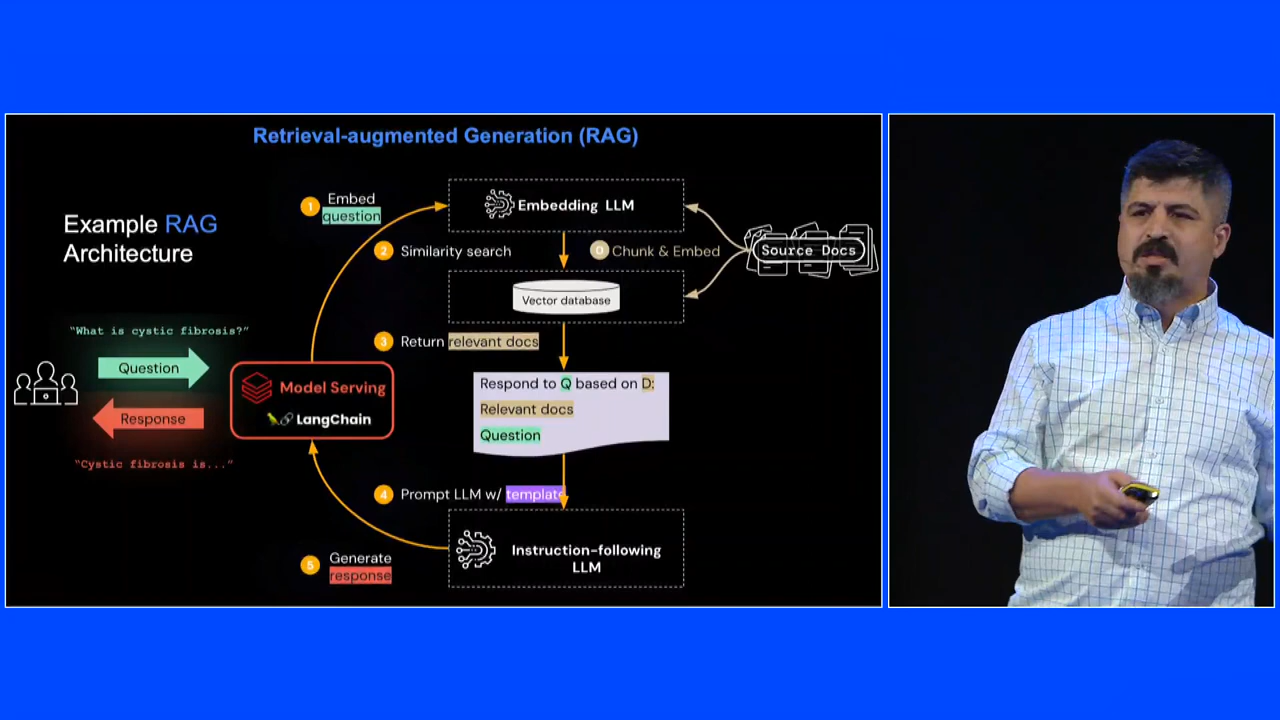 Retrieval-augmented Generation (RAG)
Example RAG
Architecture
"What is cystic fibrosis?"
Question
Response
"Cystic fibrosis is..."
Model Serving
LangChain
1
Embed
question
Embedding LLM
2 Similarity search
0 Chunk & Embed
Source Docs
Vector database
3 Return relevant docs
Respond to Q based on D:
Relevant docs
Question
4 Prompt LLM w/ template
Instruction-following
LLM
5
Generate
response